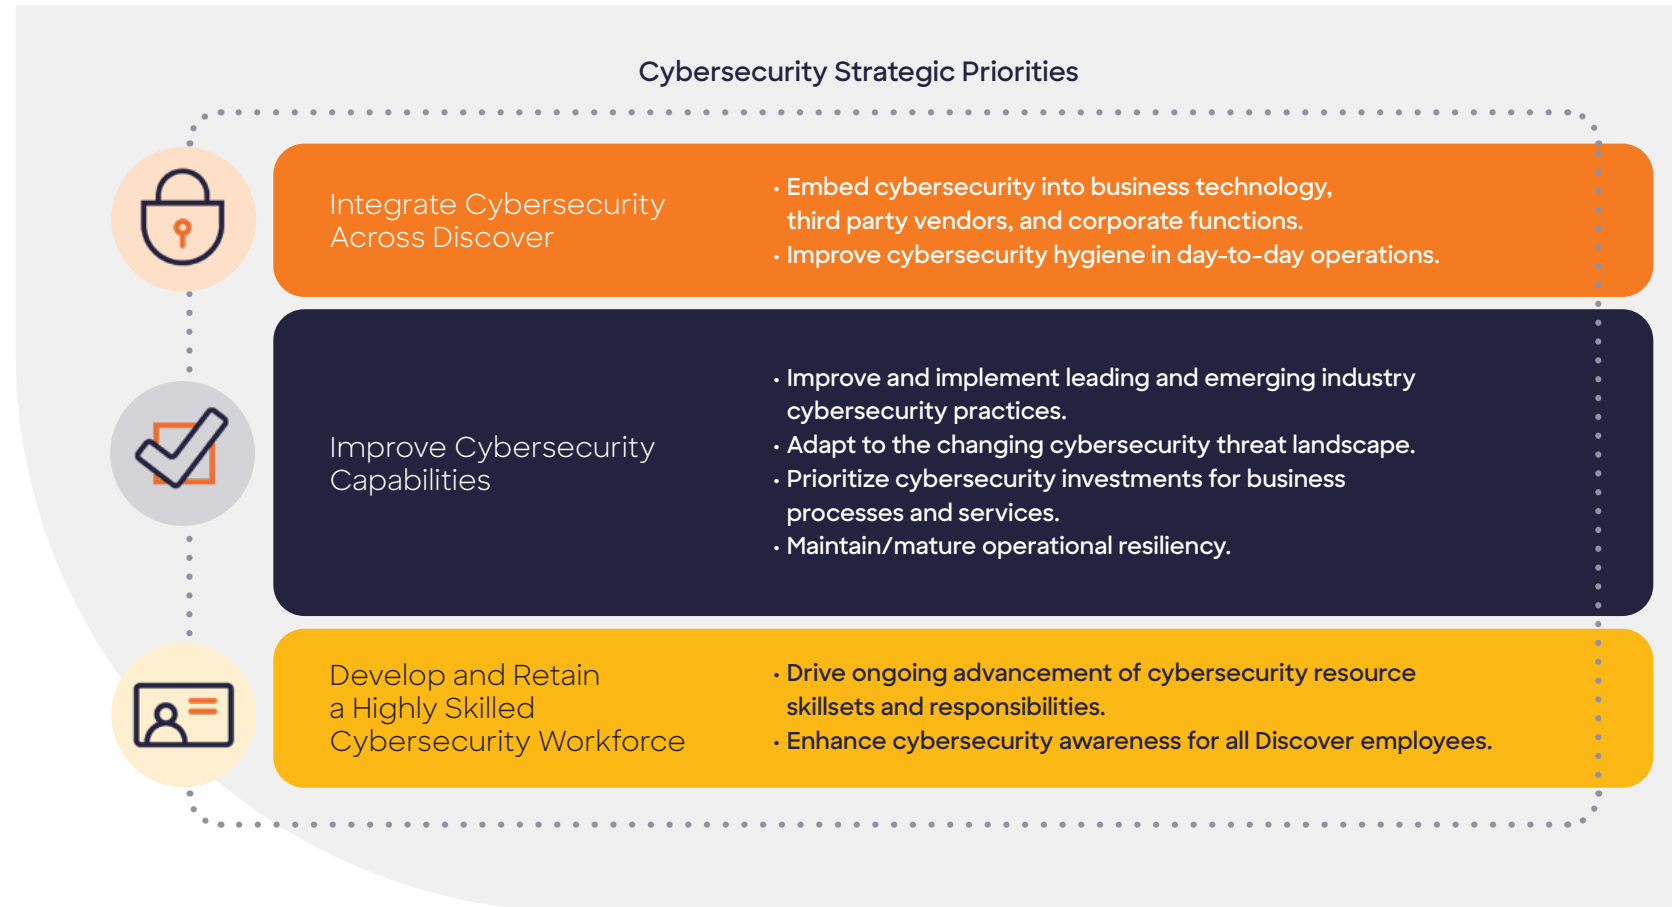 Cybersecurity Strategic Priorities
Integrate Cybersecurity
Across Discover
· Embed cybersecurity into business technology,
third party vendors, and corporate functions.
· Improve cybersecurity hygiene in day-to-day operations.
Improve Cybersecurity
Capabilities
· Improve and implement leading and emerging industry
cybersecurity practices.
· Adapt to the changing cybersecurity threat landscape.
· Prioritize cybersecurity investments for business
processes and services.
· Maintain/mature operational resiliency.
Develop and Retain
a Highly Skilled
Cybersecurity Workforce
· Drive ongoing advancement of cybersecurity resource
skillsets and responsibilities.
· Enhance cybersecurity awareness for all Discover employees.